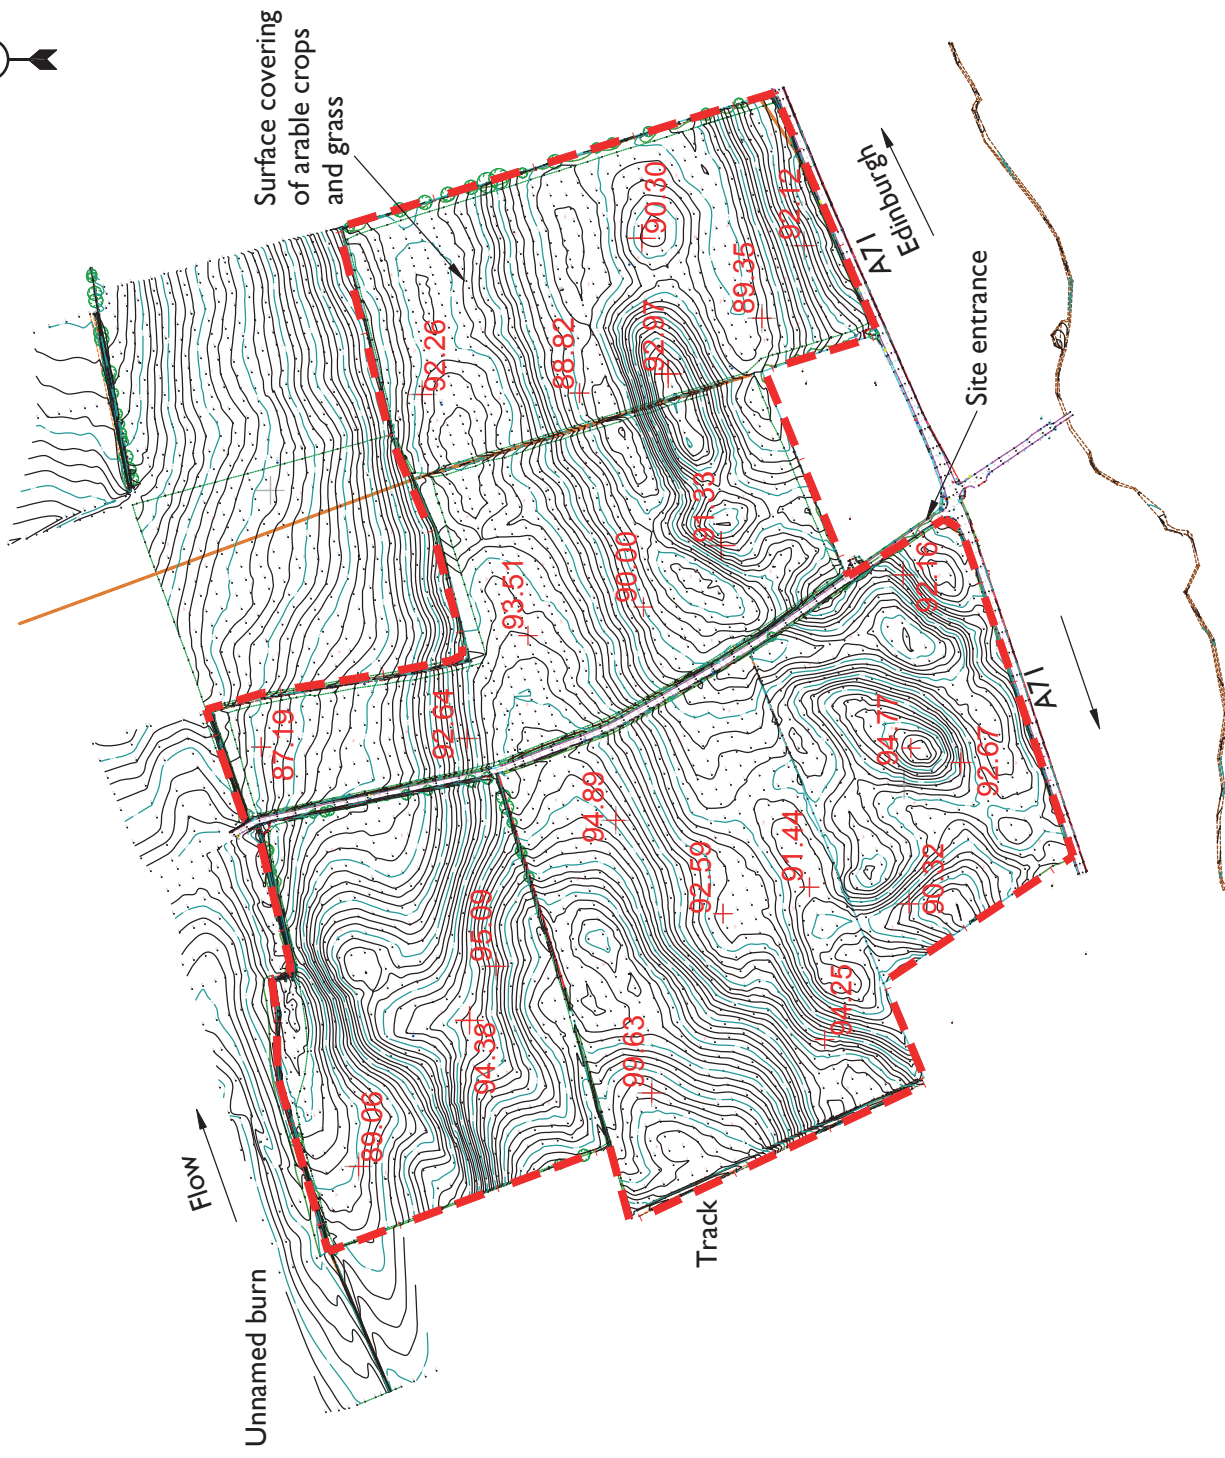 Surface covering
of arable crops
and grass
Unnamed burn
Flow
Track
A71
Edinburgh
Site entrance
A71
92.26
88.82
90.30
92.97
89.35
92.12
93.51
90.00
91.33
87.19
92.64
92.16
94.89
94.77
92.67
92.59
91.44
90.32
95.09
94.38
94.25
99.63
89.06